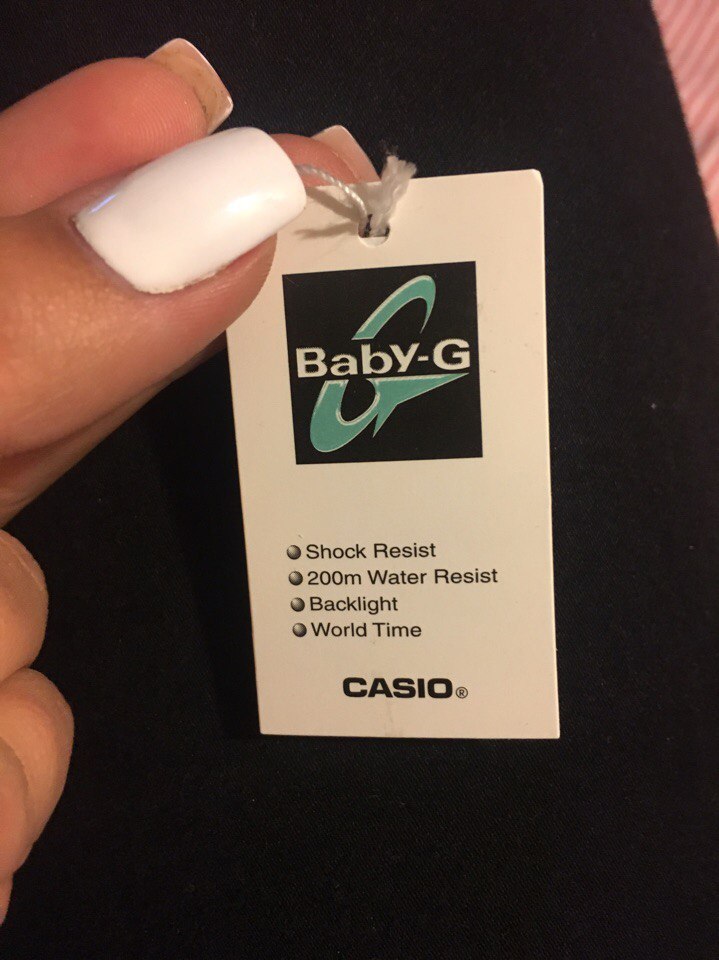 Baby-G
Shock Resist
200m Water Resist
Backlight
World Time
CASIO®